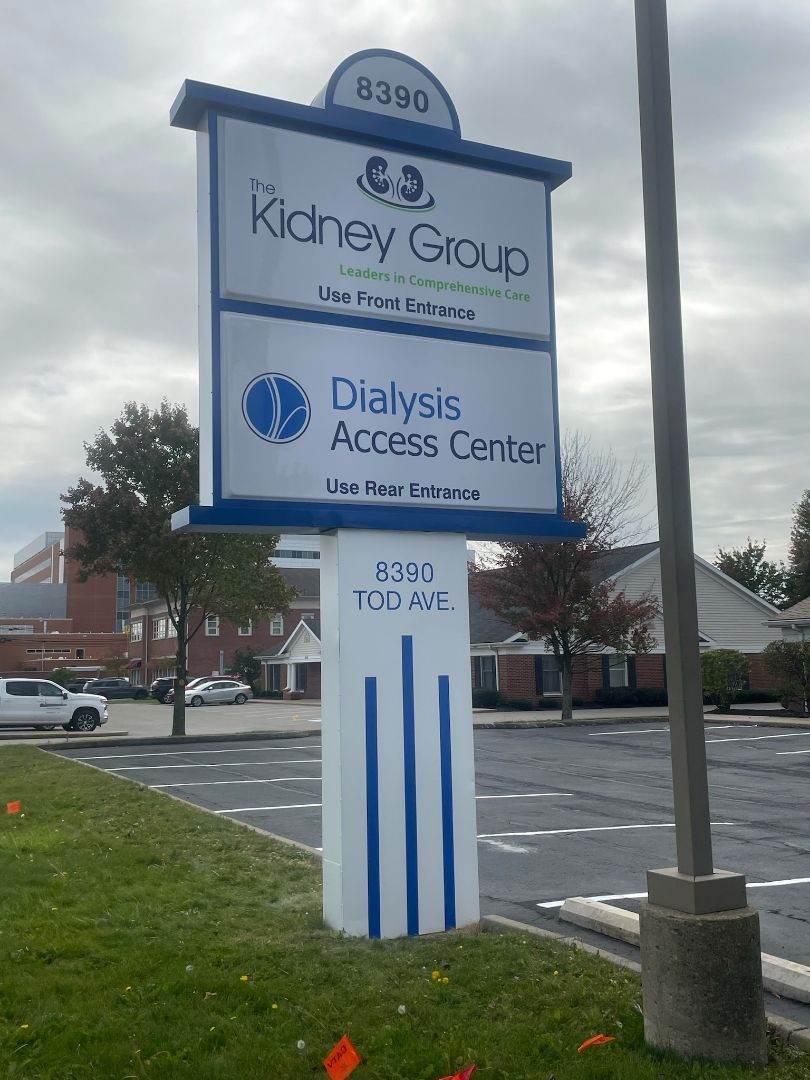 8390
The
Kidney Group
Leaders in Comprehensive Care
Use Front Entrance
Dialysis
Access Center
Use Rear Entrance
8390
TOD AVE.
CATV